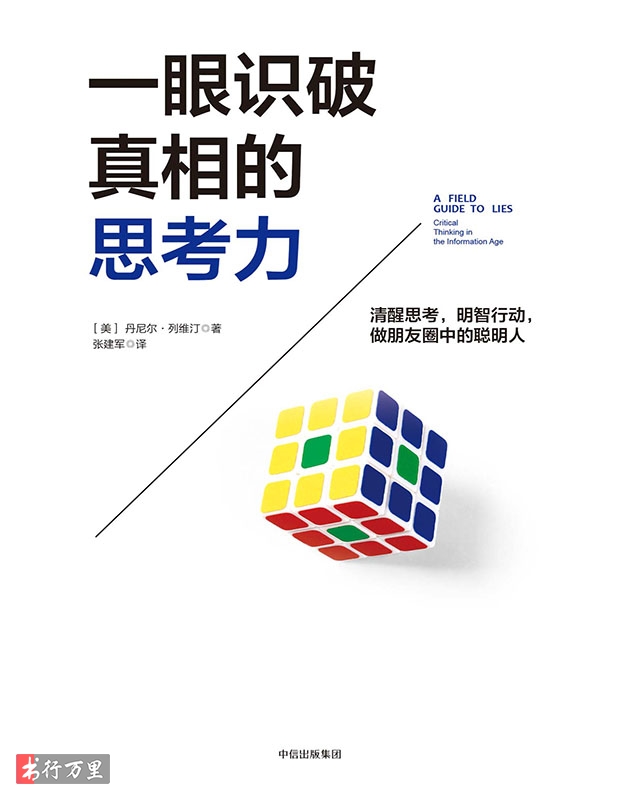 一眼识破
真相的
思考力
A FIELD
GUIDE TO LIES
Critical
Thinking in
the Information Age
[美] 丹尼尔·列维汀◎著
张建军◎译
清醒思考，明智行动，
做朋友圈中的聪明人
中信出版集团
书行万里